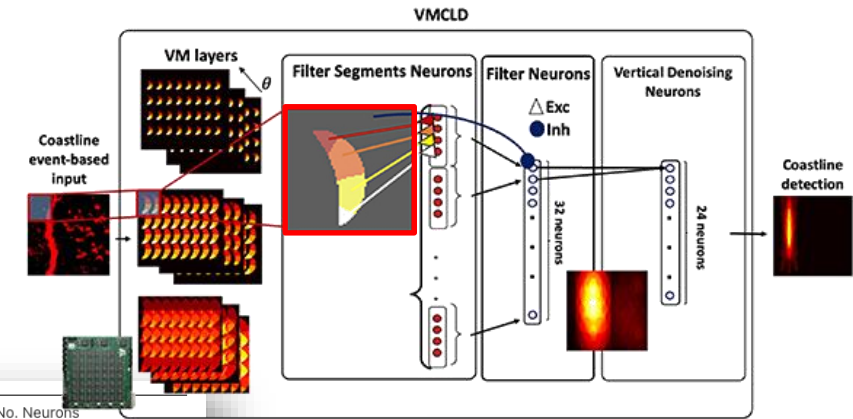 VMCLD
VM layers
θ
Filter Segments Neurons
Filter Neurons
Exc
Inh
Vertical Denoising
Neurons
Coastline
event-based
input
32 neurons
24 neurons
Coastline
detection
No. Neurons